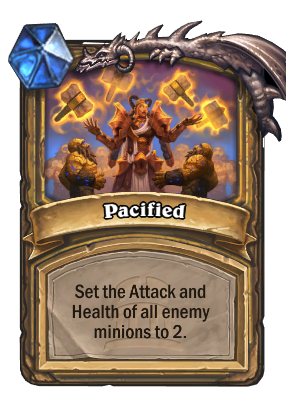 Pacified
Set the Attack and
Health of all enemy
minions to 2.